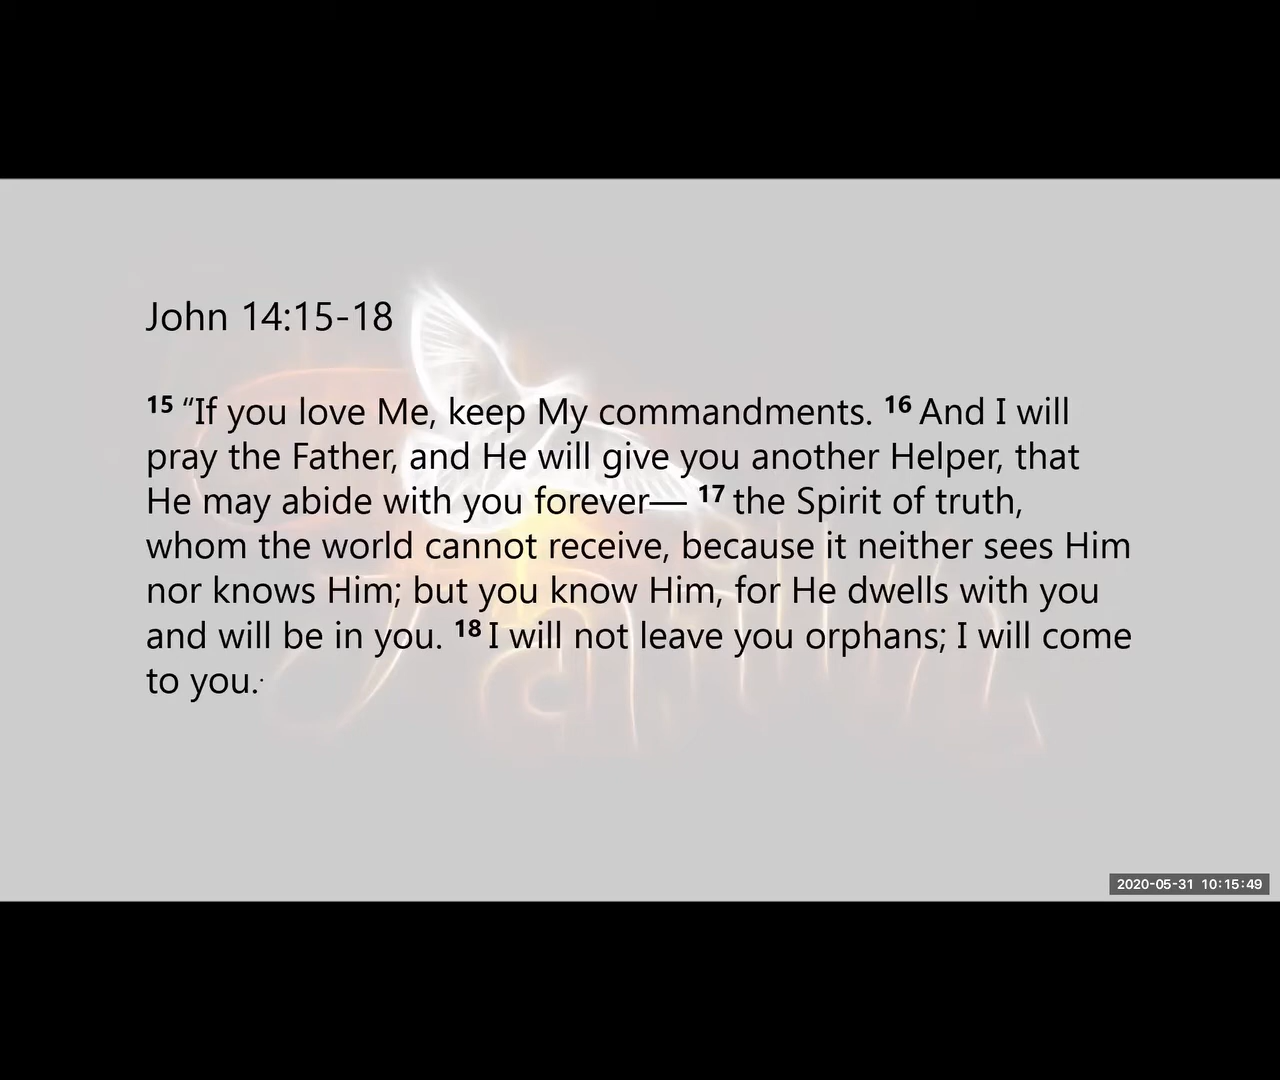 John 14:15-18
15 “If you love Me, keep My commandments. 16 And I will
pray the Father, and He will give you another Helper, that
He may abide with you forever— 17 the Spirit of truth,
whom the world cannot receive, because it neither sees Him
nor knows Him; but you know Him, for He dwells with you
and will be in you. 18 I will not leave you orphans; I will come
to you.
Faith
2020-05-31 10:15:49